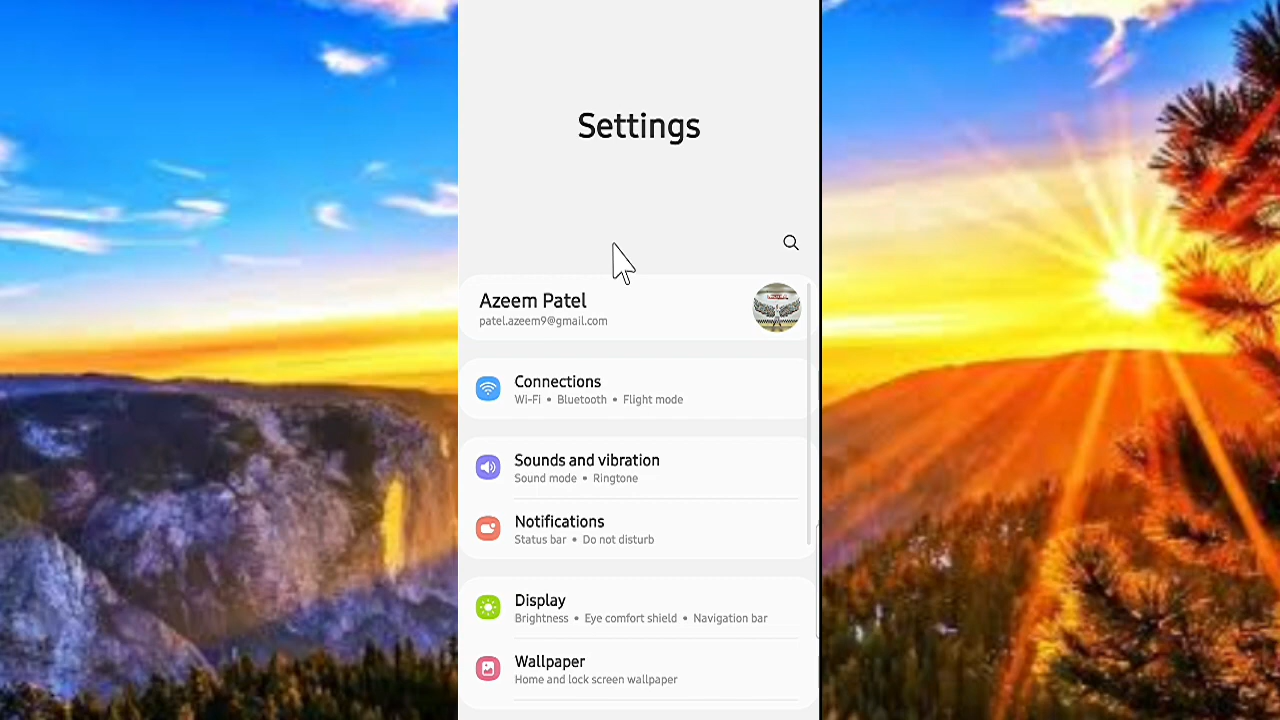 Settings
Azeem Patel
patel.azeem9@gmail.com
Connections
Wi-Fi • Bluetooth • Flight mode
Sounds and vibration
Sound mode • Ringtone
Notifications
Status bar • Do not disturb
Display
Brightness • Eye comfort shield • Navigation bar
Wallpaper
Home and lock screen wallpaper